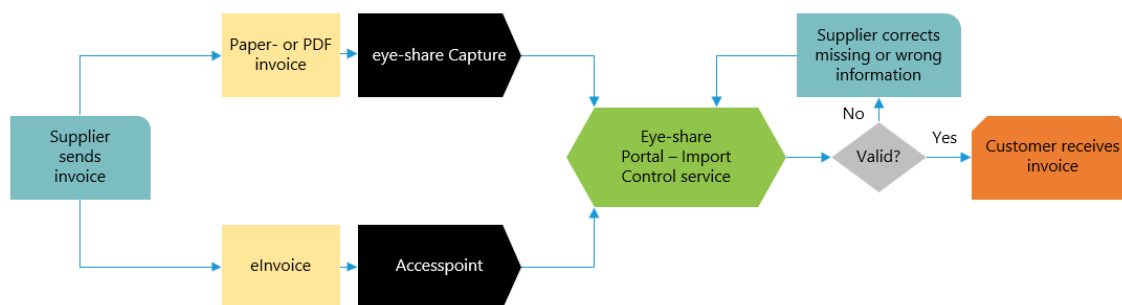 Paper- or PDF
invoice
eye-share Capture
Supplier corrects
missing or wrong
information
Supplier
sends
invoice
Eye-share
Portal – Import
Control service
No
Valid?
Yes
Customer receives
invoice
eInvoice
Accesspoint